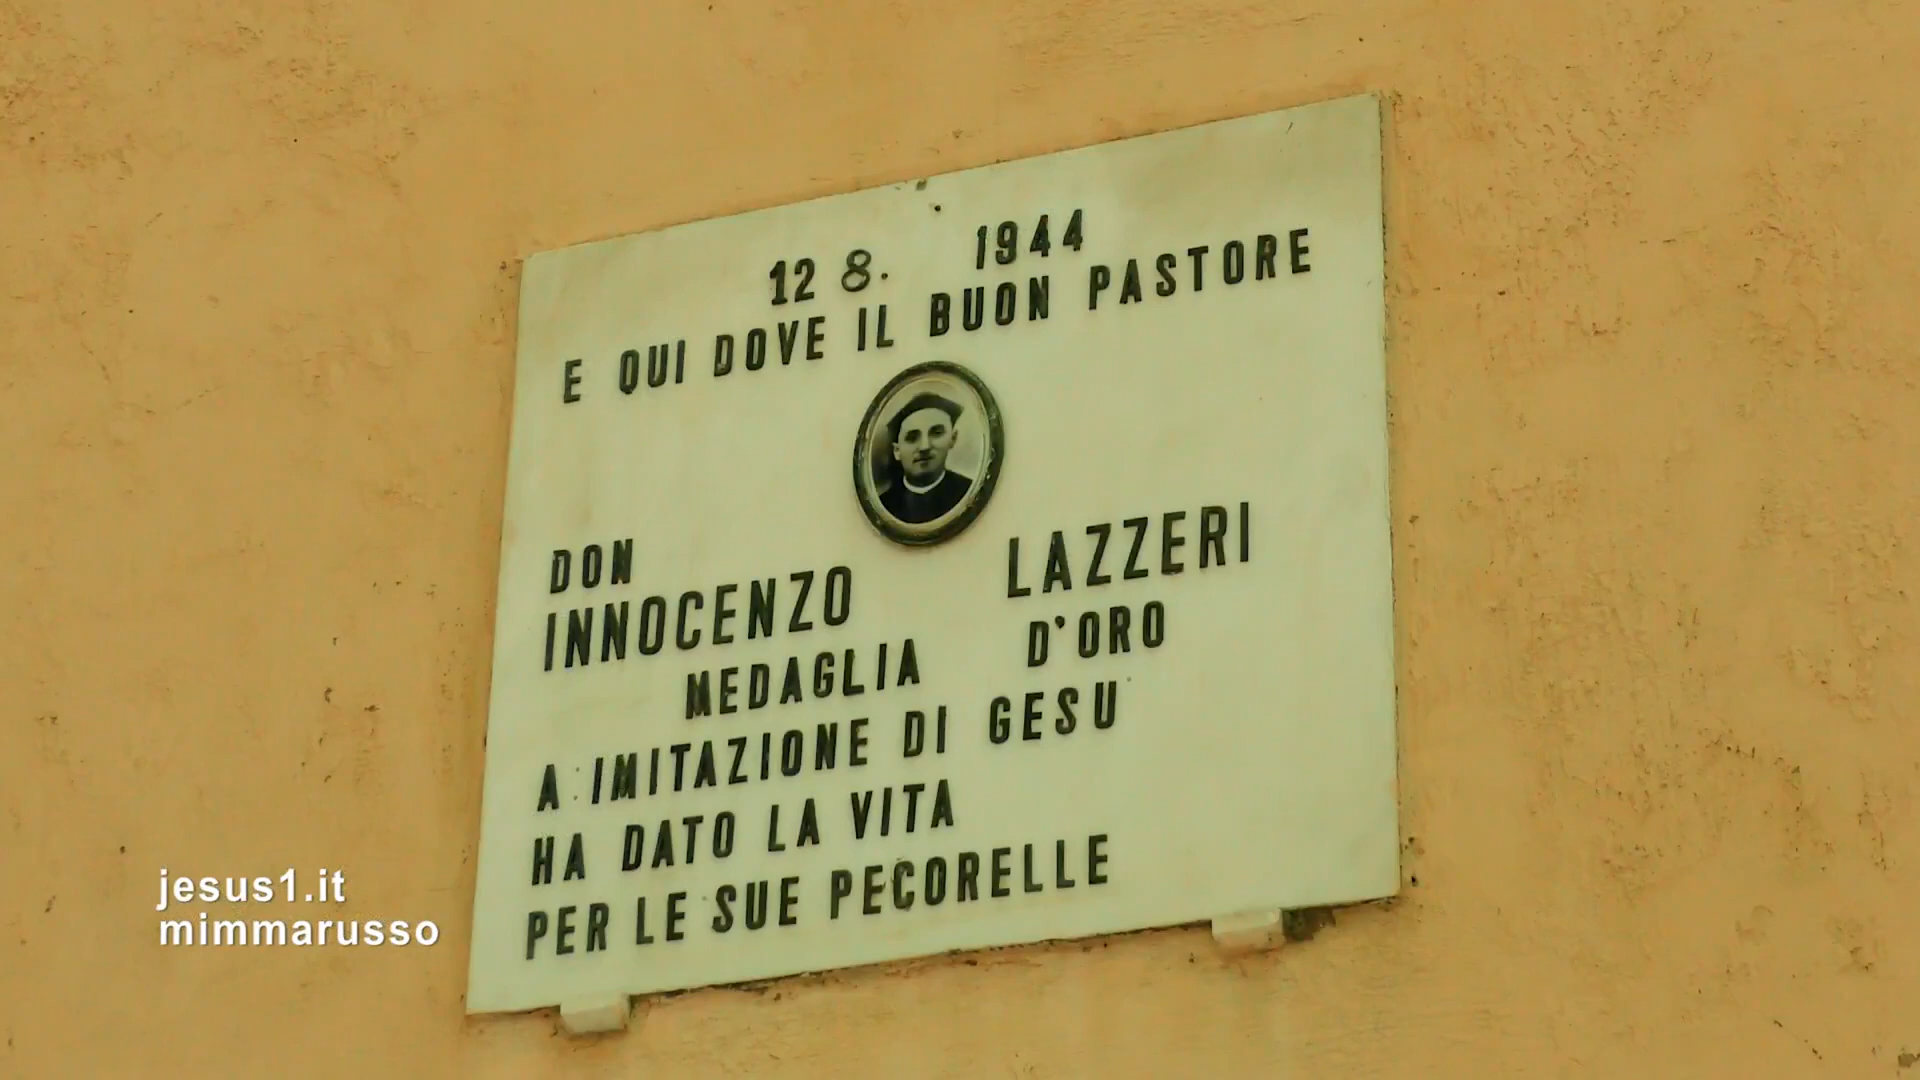 12 8. 1944
E QUI DOVE IL BUON PASTORE
DON
INNOCENZO LAZZERI
MEDAGLIA D'ORO
A IMITAZIONE DI GESU
HA DATO LA VITA
PER LE SUE PECORELLE
jesus1.it
mimmarusso